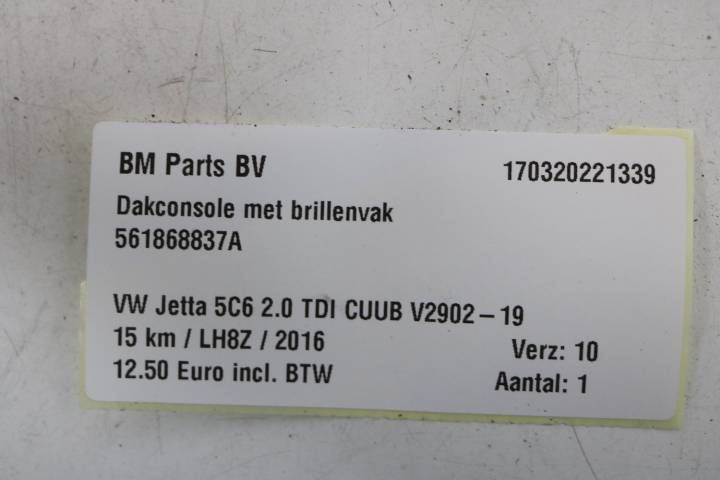 BM Parts BV 170320221339
Dakconsole met brillenvak
561868837A
VW Jetta 5C6 2.0 TDI CUUB V2902-19
15 km / LH8Z / 2016 Verz: 10
12.50 Euro incl. BTW Aantal: 1